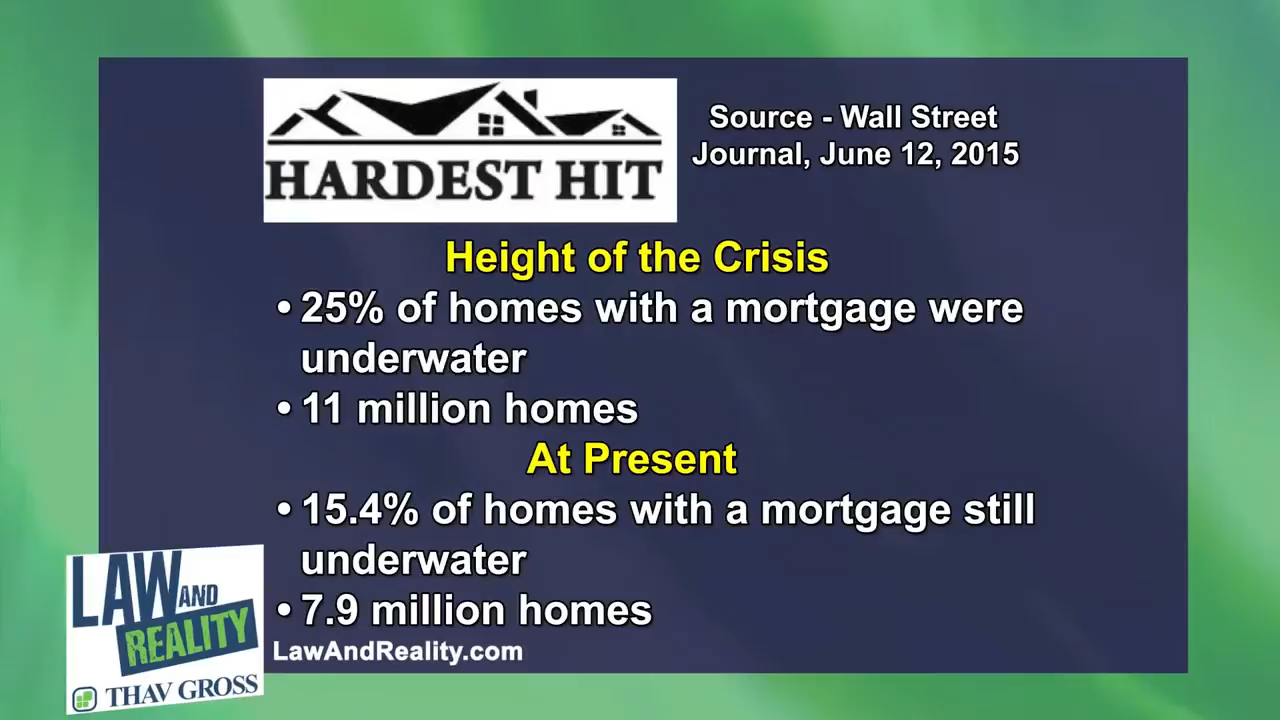 HARDEST HIT
Source - Wall Street
Journal, June 12, 2015
Height of the Crisis
• 25% of homes with a mortgage were
underwater
• 11 million homes
At Present
• 15.4% of homes with a mortgage still
underwater
• 7.9 million homes
LAW AND
REALITY
THAV GROSS
LawAndReality.com